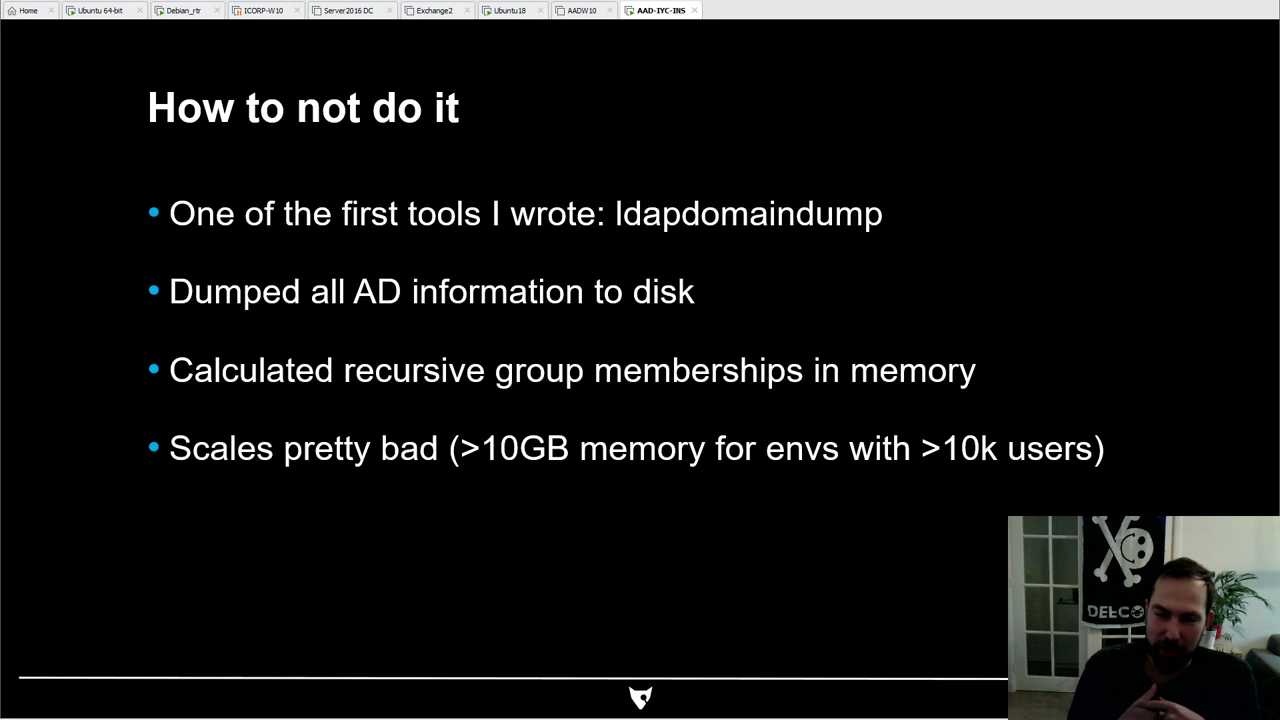 Home
Ubuntu 64-bit
Debian_rtr
ICORP-W10
Server2016 DC
Exchange2
Ubuntu18
AADW10
AAD-IYC-INS
How to not do it
• One of the first tools I wrote: ldapdomaindump
• Dumped all AD information to disk
• Calculated recursive group memberships in memory
• Scales pretty bad (>10GB memory for envs with >10k users)
DEFCO